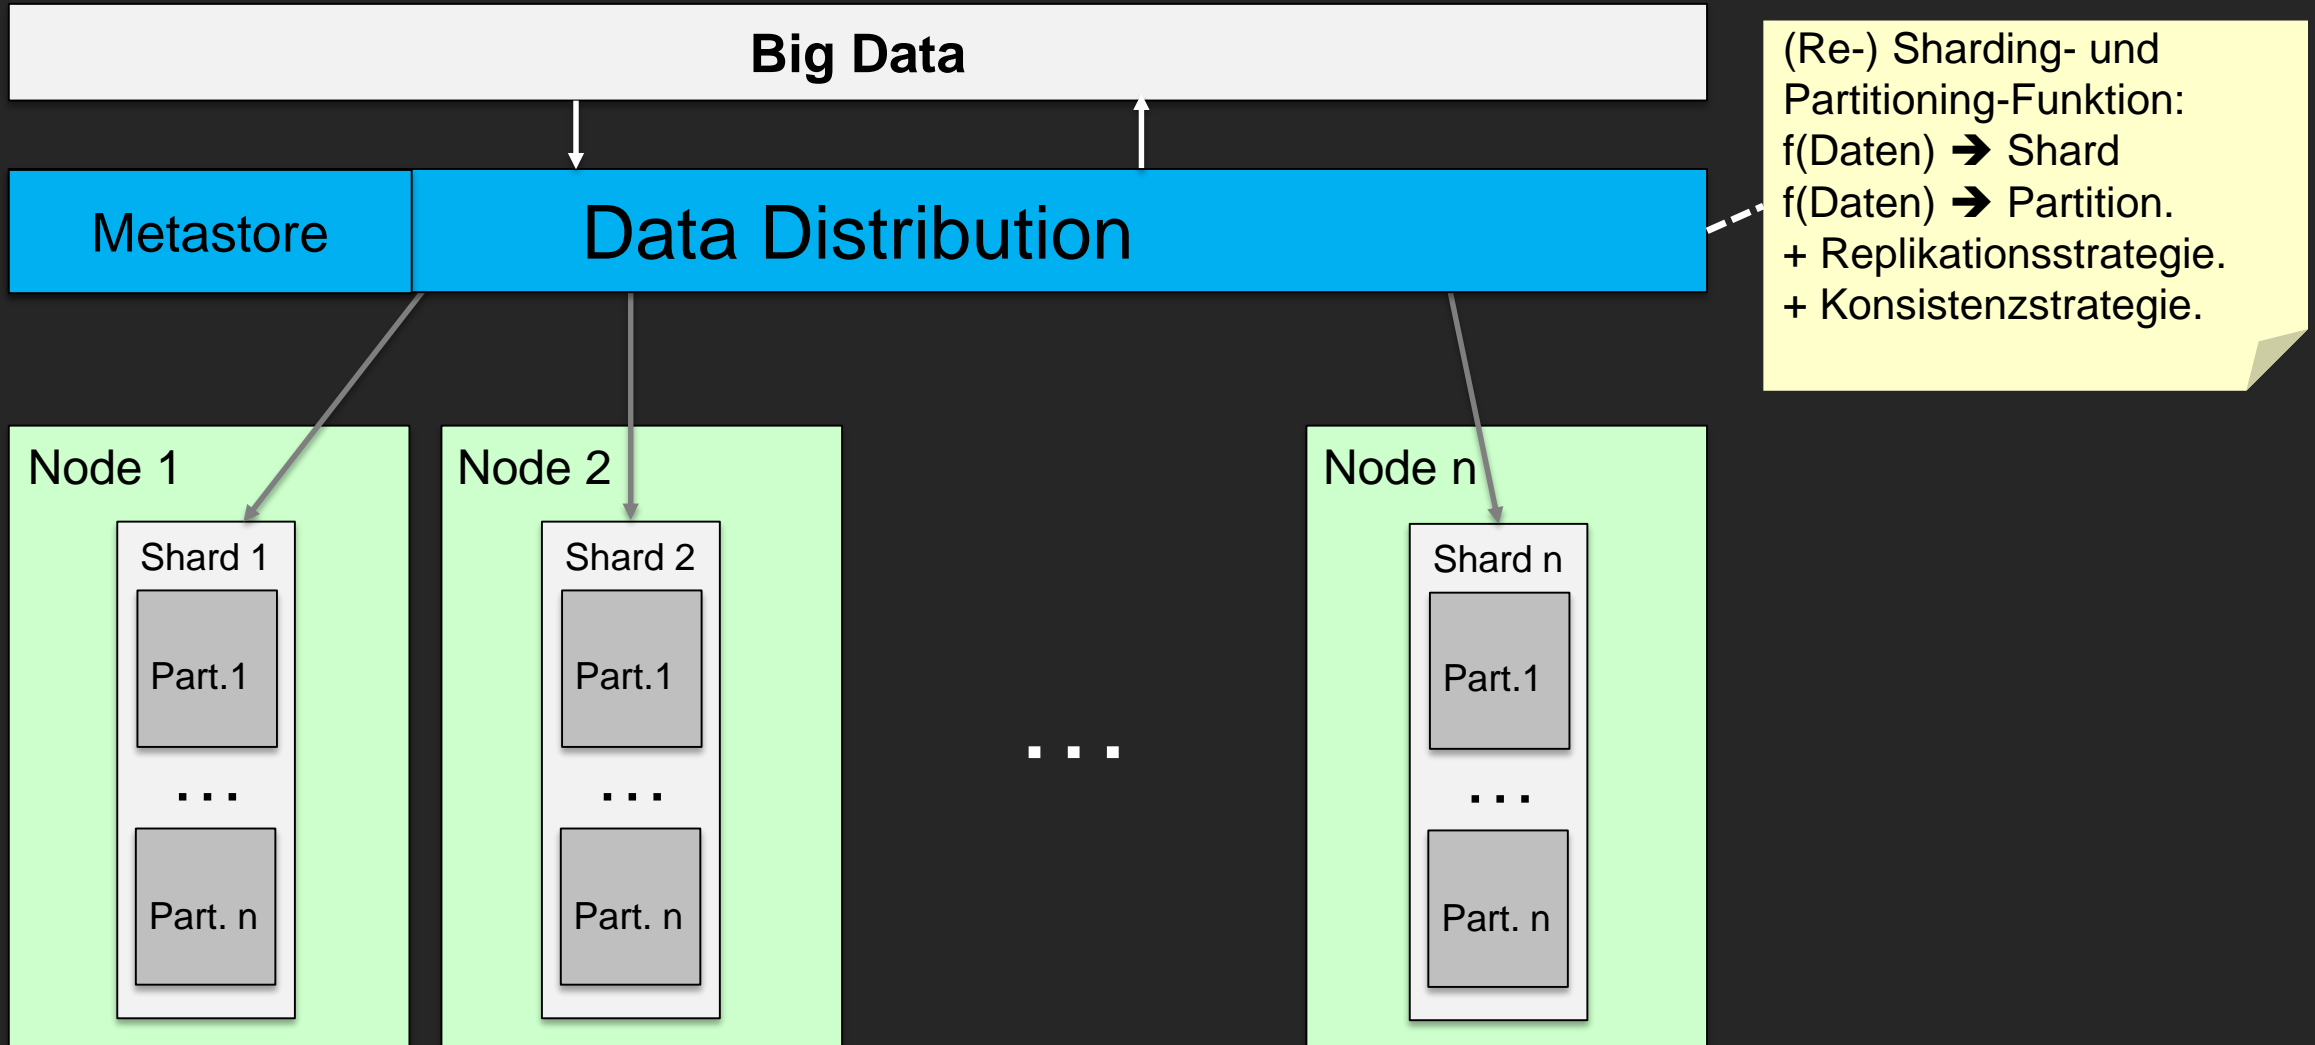 Big Data
(Re-) Sharding- und
Partitioning-Funktion:
f(Daten) ➔ Shard
f(Daten) ➔ Partition.
+ Replikationsstrategie.
+ Konsistenzstrategie.
Metastore
Data Distribution
Node 1
Node 2
Node n
Shard 1
Shard 2
Shard n
Part.1
Part.1
Part.1
...
...
...
...
Part. n
Part. n
Part. n